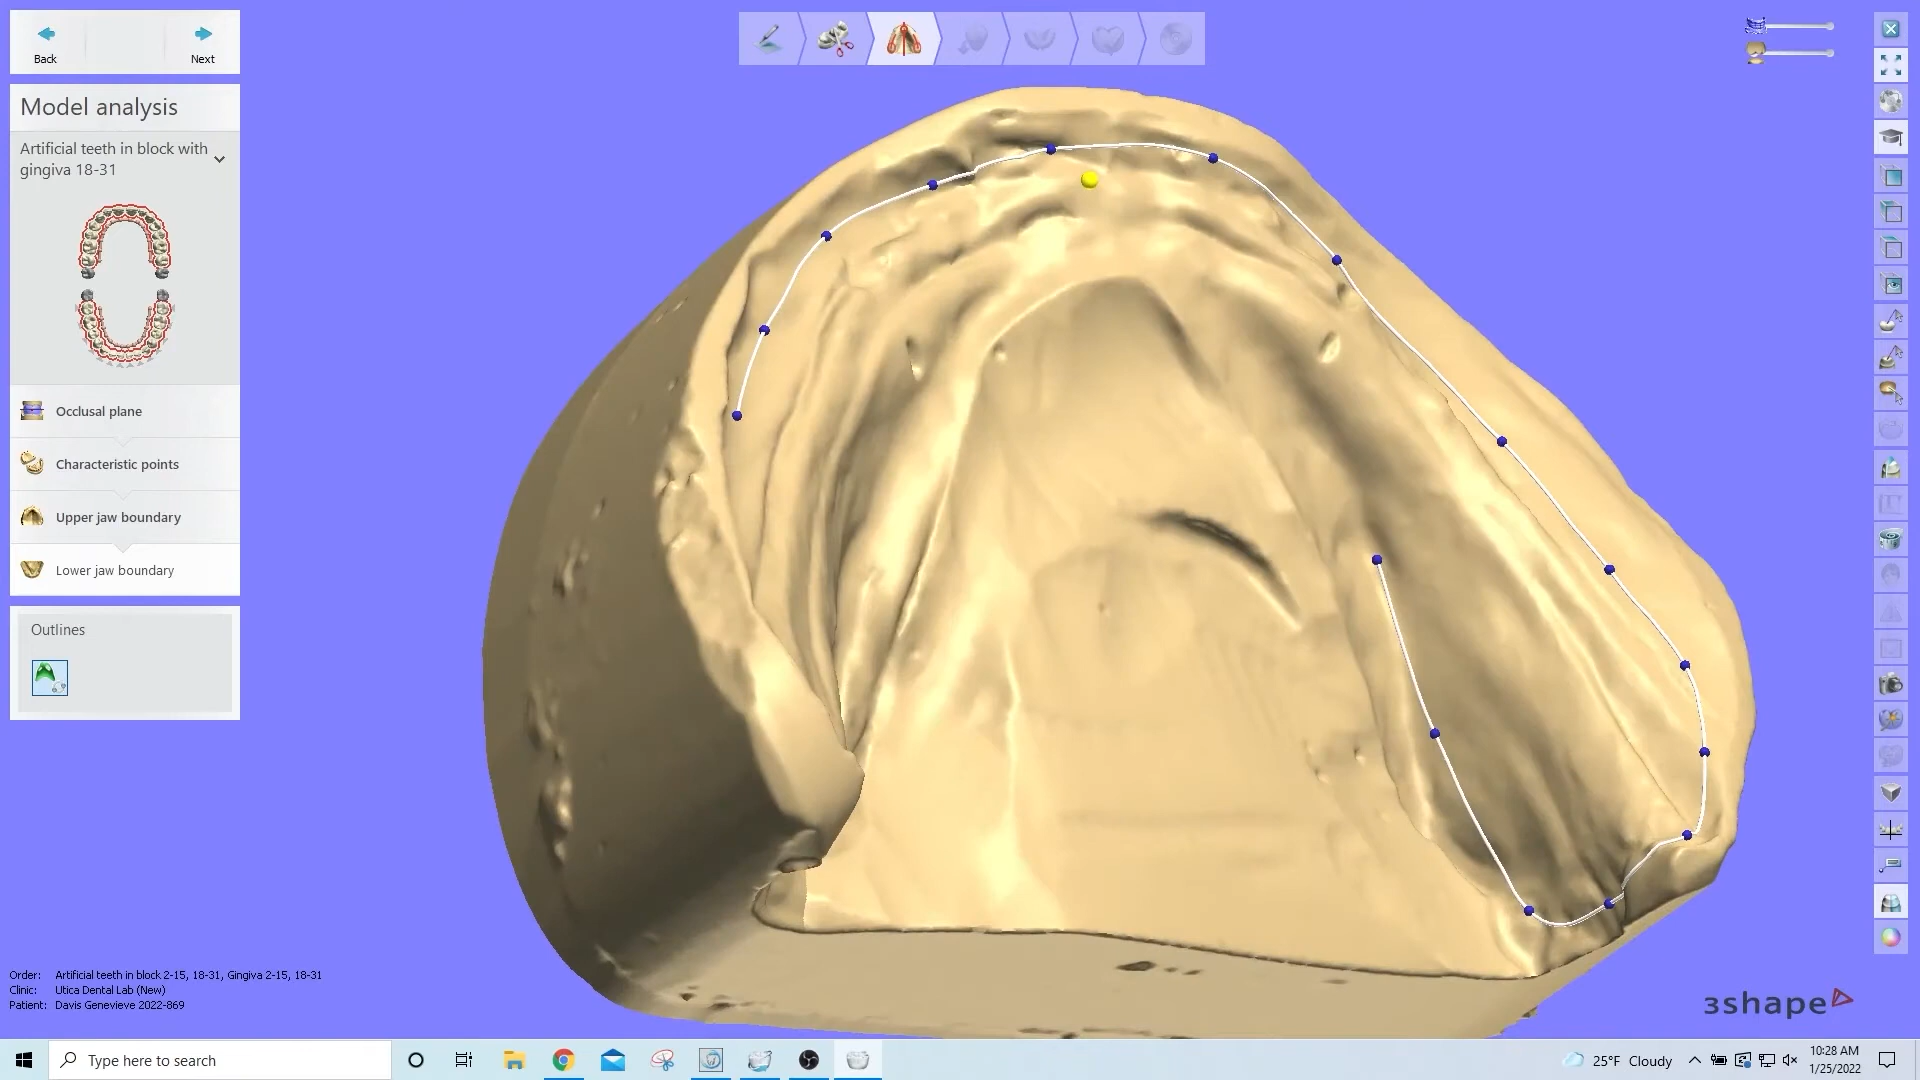 Back
Next
Model analysis
Artificial teeth in block with
gingiva 18-31
Occlusal plane
Characteristic points
Upper jaw boundary
Lower jaw boundary
Outlines
Order: Artificial teeth in block 2-15, 18-31, Gingiva 2-15, 18-31
Clinic: Utica Dental Lab (New)
Patient: Davis Genevieve 2022-869
3shape
Type here to search
25°F Cloudy
10:28 AM
1/25/2022